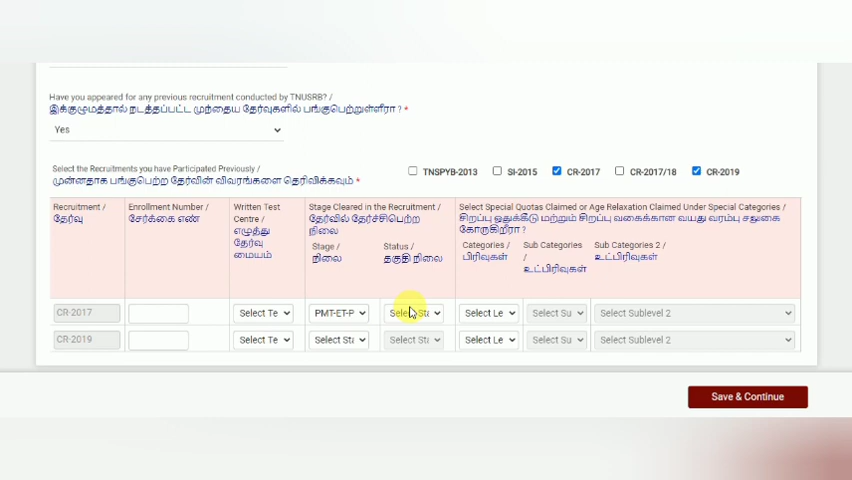 Have you appeared for any previous recruitment conducted by TNUSRB? /
இக்குழுமத்தால் நடத்தப்பட்ட முந்தைய தேர்வுகளில் பங்குபெற்றுள்ளீரா ? *
Yes
Select the Recruitments you have Participated Previously /
முன்னதாக பங்குபெற்ற தேர்வின் விவரங்களை தெரிவிக்கவும் *
TNSPYB-2013 SI-2015 CR-2017 CR-2017/18 CR-2019
Recruitment /
தேர்வு
Enrollment Number /
சேர்க்கை எண்
Written Test
Centre /
எழுத்து
தேர்வு
மையம்
Stage Cleared in the Recruitment /
தேர்வில் தேர்ச்சிபெற்ற
நிலை
Stage /
நிலை
Status /
தகுதி நிலை
Select Special Quotas Claimed or Age Relaxation Claimed Under Special Categories /
சிறப்பு ஒதுக்கீடு மற்றும் சிறப்பு வகைக்கான வயது வரம்பு சலுகை
கோருகிறீரா ?
Categories /
பிரிவுகள்
Sub Categories
/
உட்பிரிவுகள்
Sub Categories 2 /
உட்பிரிவுகள்
CR-2017 Select Te PMT-ET-P Select Sta Select Le Select Su Select Sublevel 2
CR-2019 Select Te Select Sta Select Sta Select Le Select Su Select Sublevel 2
Save & Continue